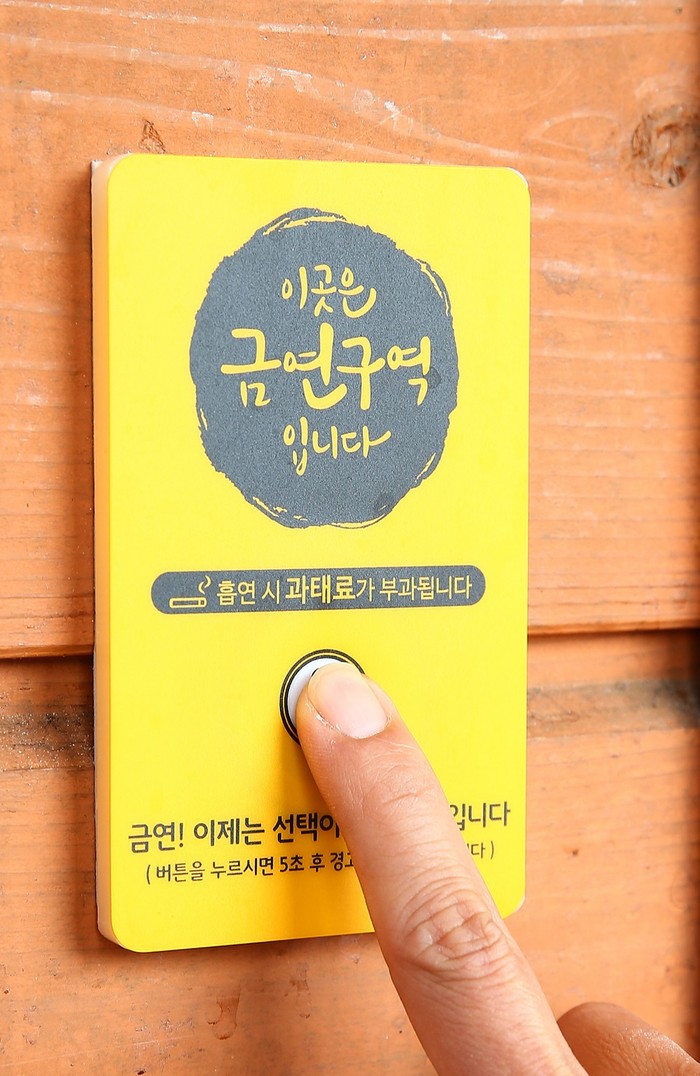 이곳은
금연구역
입니다
흡연 시 과태료가 부과됩니다
금연! 이제는 선택이 입니다
( 버튼을 누르시면 5초 후 경고 )